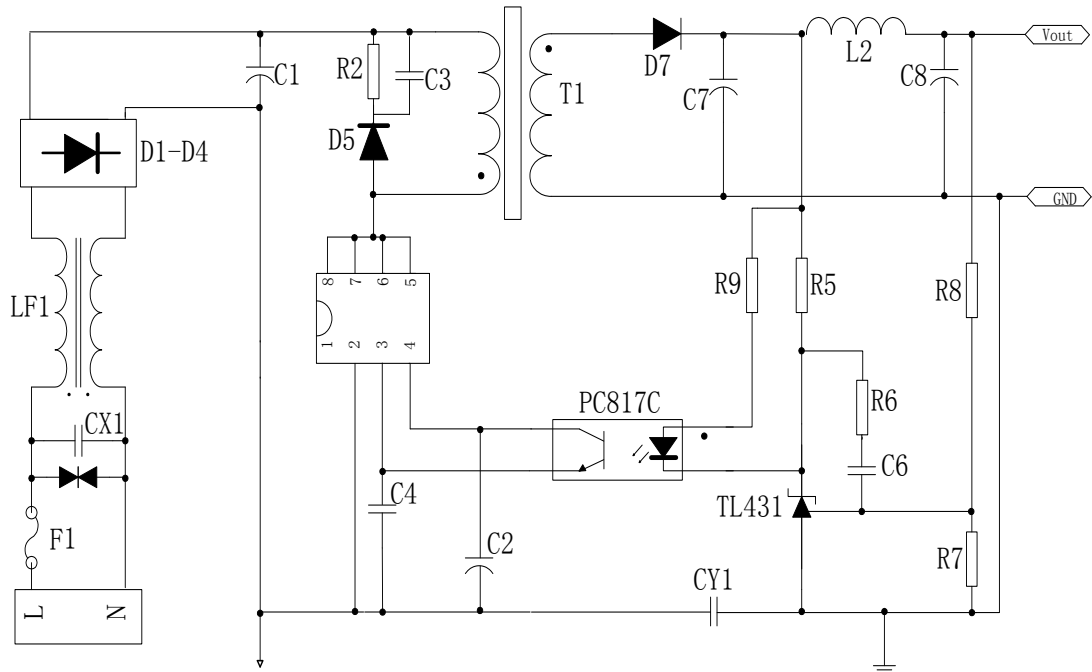 Vout
L2
R2
C3
C1
T1
D7
C7
C8
D5
D1-D4
GND
8
7
6
5
R9
R5
R8
LF1
1
2
3
4
PC817C
R6
CX1
C6
C4
TL431
F1
C2
R7
CY1
L
N